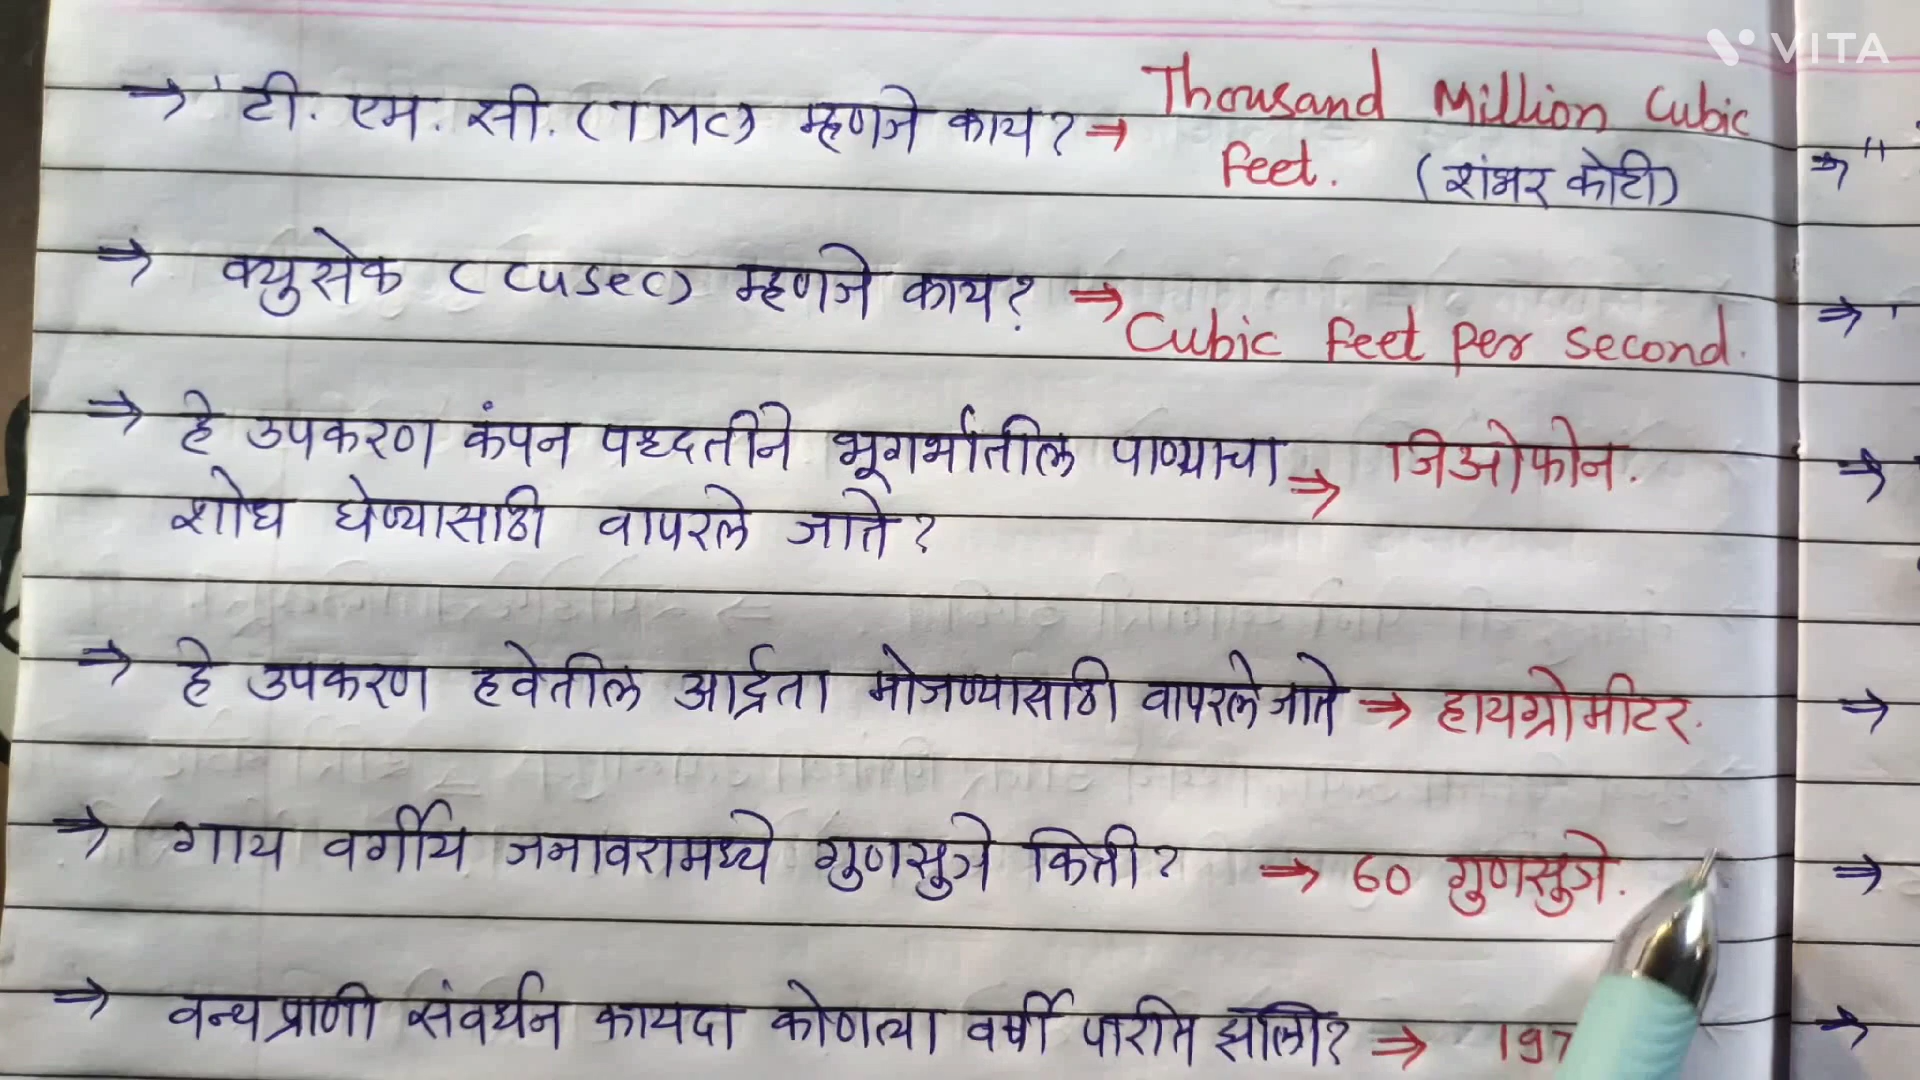 VITA
⇒ 'टी. एम. सी. (TMC) म्हणजे काय? ⇒ Thousand Million Cubic
Feet. (शंभर कोटी)
⇒ क्युसेक (Cusec) म्हणजे काय? ⇒
Cubic Feet Per Second.
⇒ हे उपकरण कंपन पध्दतीने भूगर्भातील पाण्याचा ⇒ जिओफोन.
शोध घेण्यासाठी वापरले जाते?
⇒ हे उपकरण हवेतील आर्द्रता मोजण्यासाठी वापरले जाते ⇒ हायग्रोमीटर.
⇒ गाय वर्गीय जनावरामध्ये गुणसुत्रे किती? ⇒ 60 गुणसुत्रे.
⇒ वन्यप्राणी संवर्धन कायदा कोणत्या वर्षी पारीत झाला? ⇒ 197